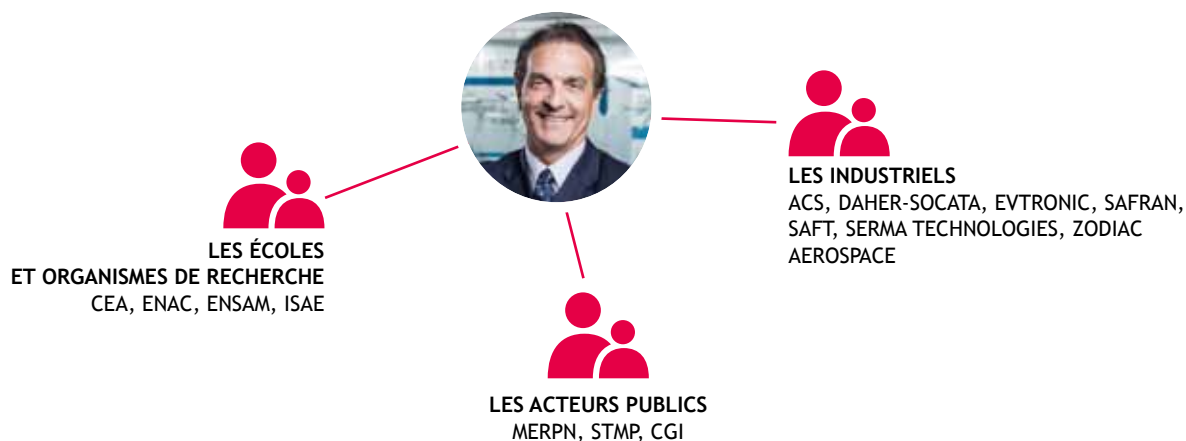 LES INDUSTRIELS
ACS, DAHER-SOCATA, EVTRONIC, SAFRAN,
SAFT, SERMA TECHNOLOGIES, ZODIAC
AEROSPACE
LES ÉCOLES
ET ORGANISMES DE RECHERCHE
CEA, ENAC, ENSAM, ISAE
LES ACTEURS PUBLICS
MERPN, STMP, CGI